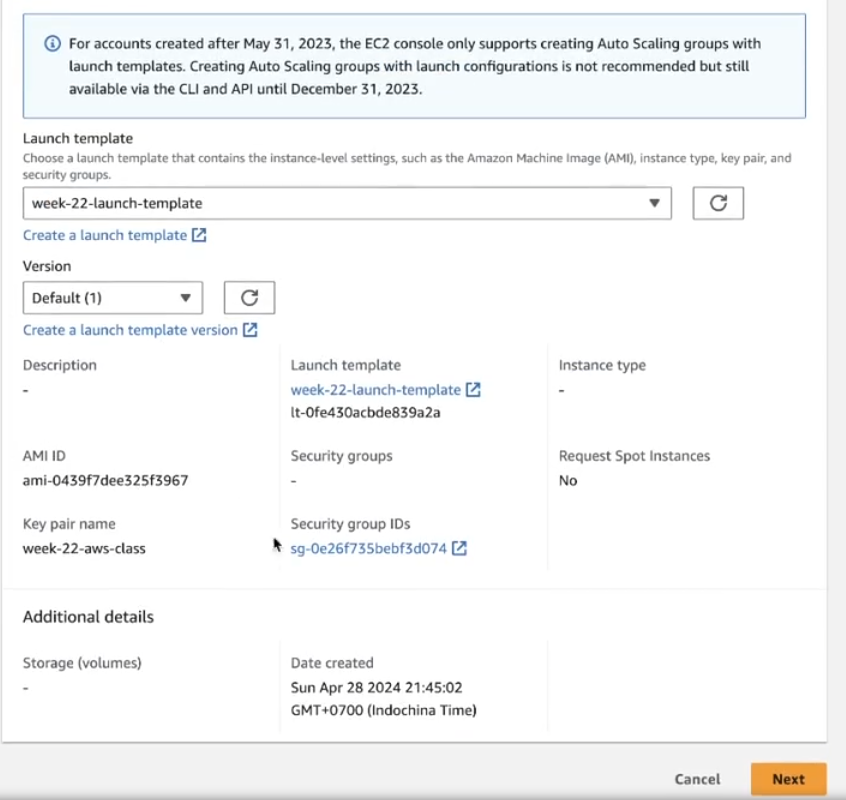 For accounts created after May 31, 2023, the EC2 console only supports creating Auto Scaling groups with
launch templates. Creating Auto Scaling groups with launch configurations is not recommended but still
available via the CLI and API until December 31, 2023.
Launch template
Choose a launch template that contains the instance-level settings, such as the Amazon Machine Image (AMI), instance type, key pair, and
security groups.
week-22-launch-template
Create a launch template
Version
Default (1)
Create a launch template version
Description
-
Launch template
week-22-launch-template
lt-0fe430acbde839a2a
Instance type
-
AMI ID
ami-0439f7dee325f3967
Security groups
-
Request Spot Instances
No
Key pair name
week-22-aws-class
Security group IDs
sg-0e26f735bebf3d074
Additional details
Storage (volumes)
-
Date created
Sun Apr 28 2024 21:45:02
GMT+0700 (Indochina Time)
Cancel
Next